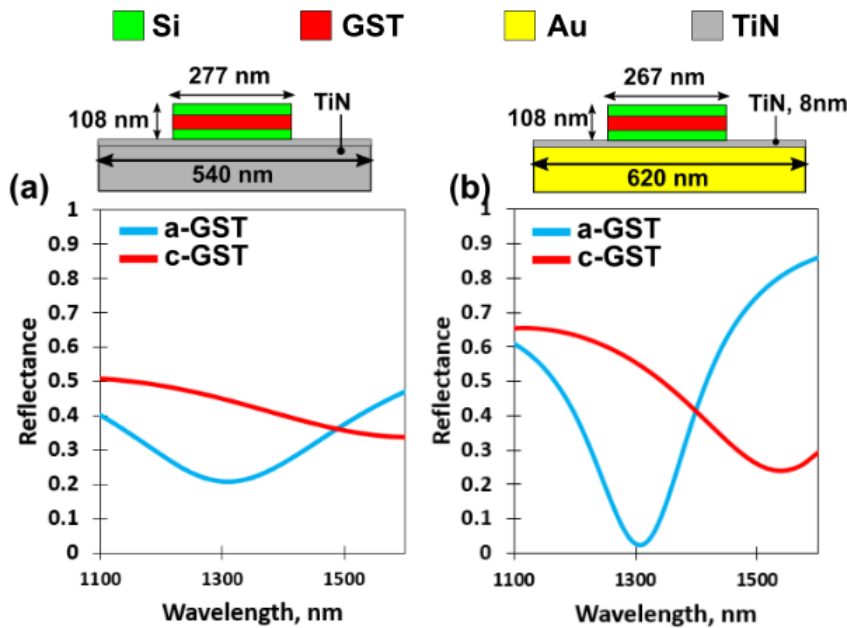 Si GST Au TiN
277 nm
TiN
108 nm
540 nm
(a)
1
0.9
0.8
0.7
0.6
0.5
0.4
0.3
0.2
0.1
0
a-GST
c-GST
Reflectance
1100 1300 1500
Wavelength, nm
267 nm
TiN, 8nm
108 nm
620 nm
(b)
1
0.9
0.8
0.7
0.6
0.5
0.4
0.3
0.2
0.1
0
a-GST
c-GST
Reflectance
1100 1300 1500
Wavelength, nm